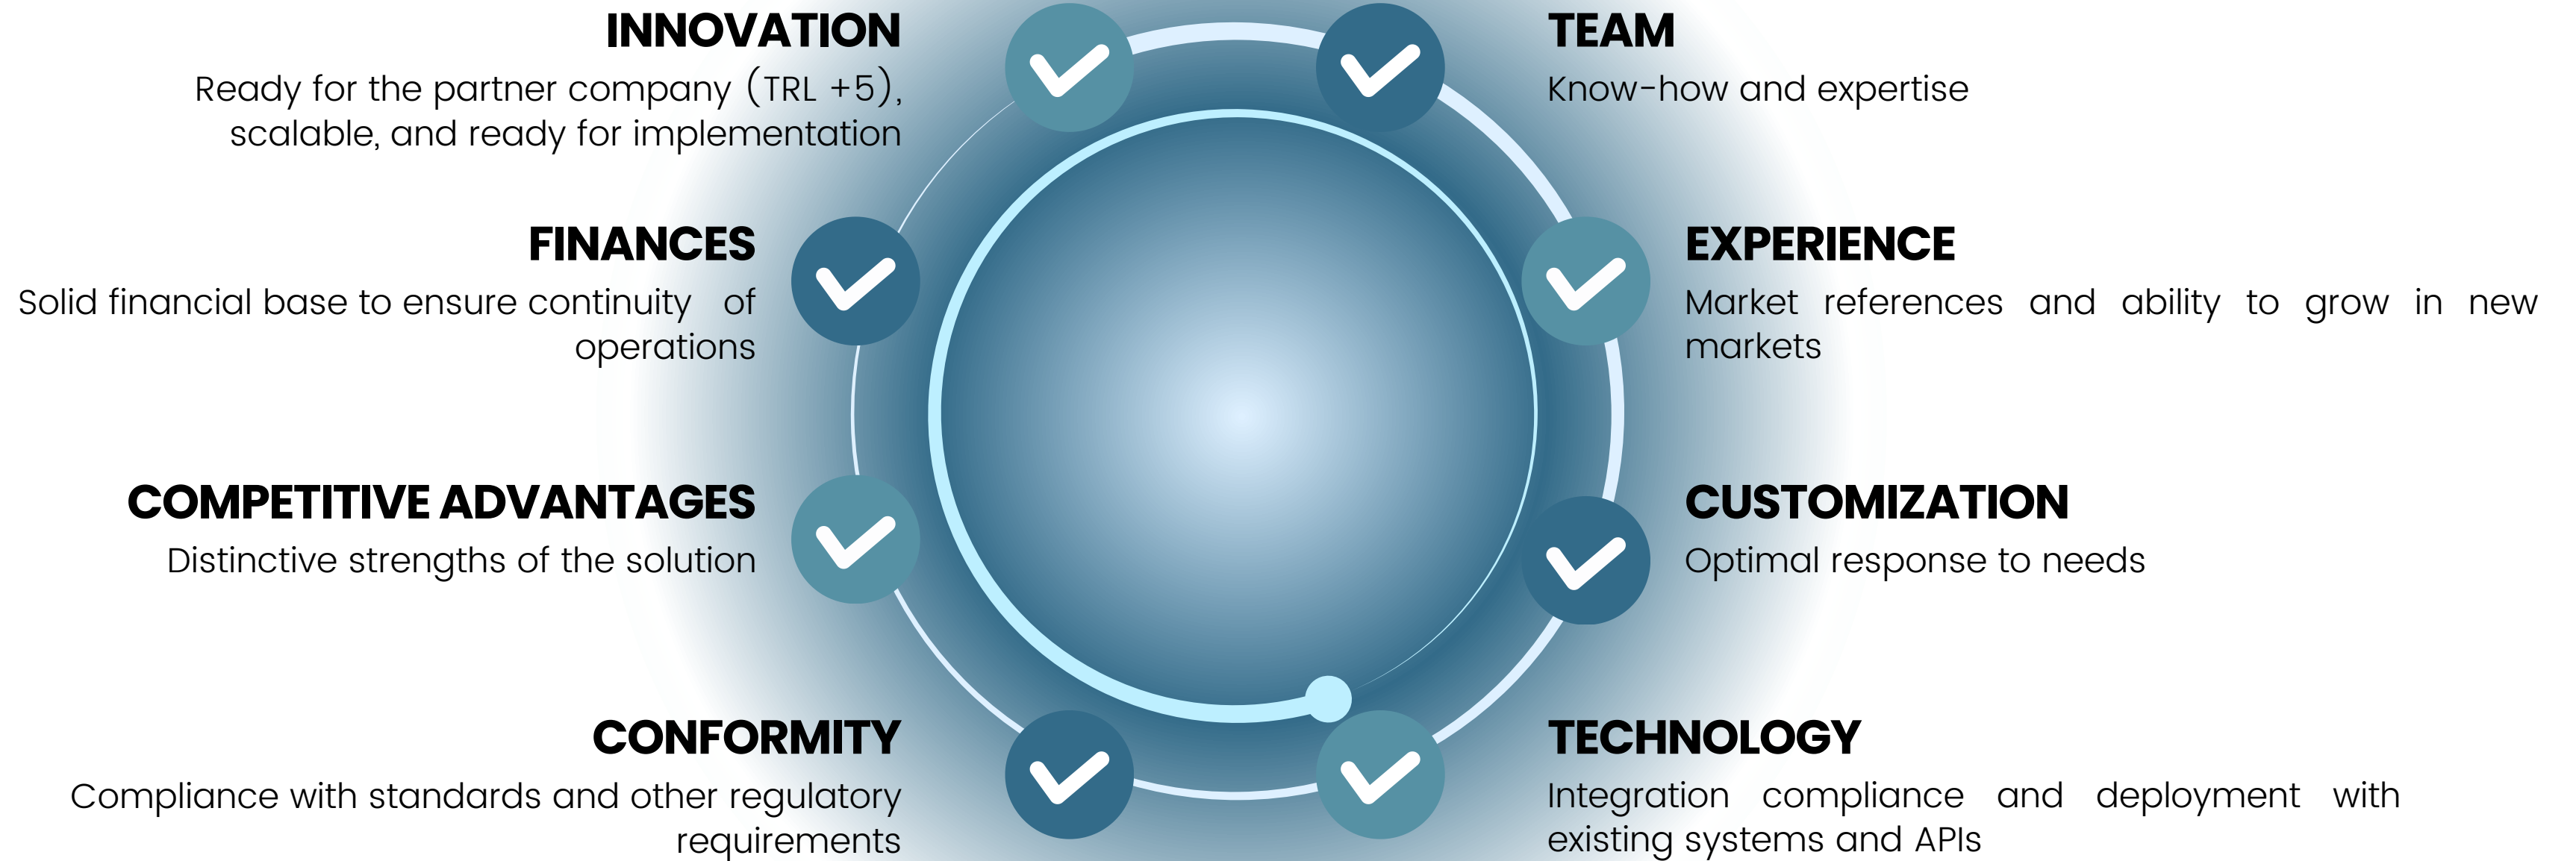 INNOVATION
Ready for the partner company (TRL +5),
scalable, and ready for implementation
FINANCES
Solid financial base to ensure continuity of
operations
COMPETITIVE ADVANTAGES
Distinctive strengths of the solution
CONFORMITY
Compliance with standards and other regulatory
requirements
TEAM
Know-how and expertise
EXPERIENCE
Market references and ability to grow in new
markets
CUSTOMIZATION
Optimal response to needs
TECHNOLOGY
Integration compliance and deployment with
existing systems and APIs